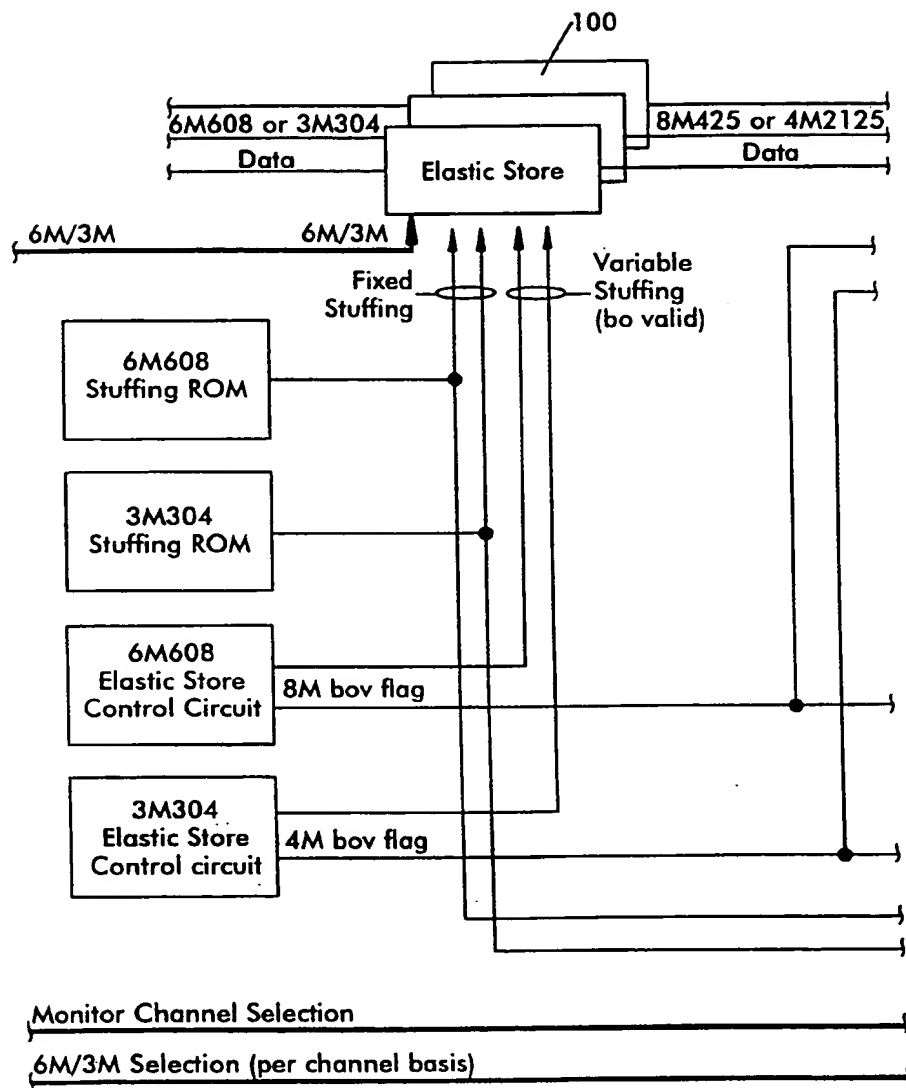 100
6M608 or 3M304
8M425 or 4M2125
Data
Elastic Store
Data
6M/3M
6M/3M
Fixed
Stuffing
Variable
Stuffing
(bo valid)
6M608
Stuffing ROM
3M304
Stuffing ROM
6M608
Elastic Store
Control Circuit
8M bov flag
3M304
Elastic Store
Control circuit
4M bov flag
Monitor Channel Selection
6M/3M Selection (per channel basis)